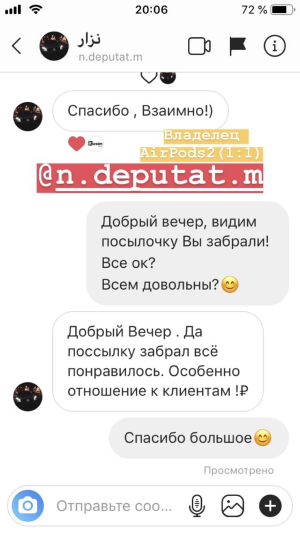 20:06
72 %
نزار
n.deputat.m
Спасибо , Взаимно!)
Владелец
AirPods2(1:1)
@n.deputat.m
Добрый вечер, видим
посылочку Вы забрали!
Все ок?
Всем довольны?😊
Добрый Вечер . Да
поссылку забрал всё
понравилось. Особенно
отношение к клиентам !₽
Спасибо большое😊
Просмотрено
Отправьте соо...